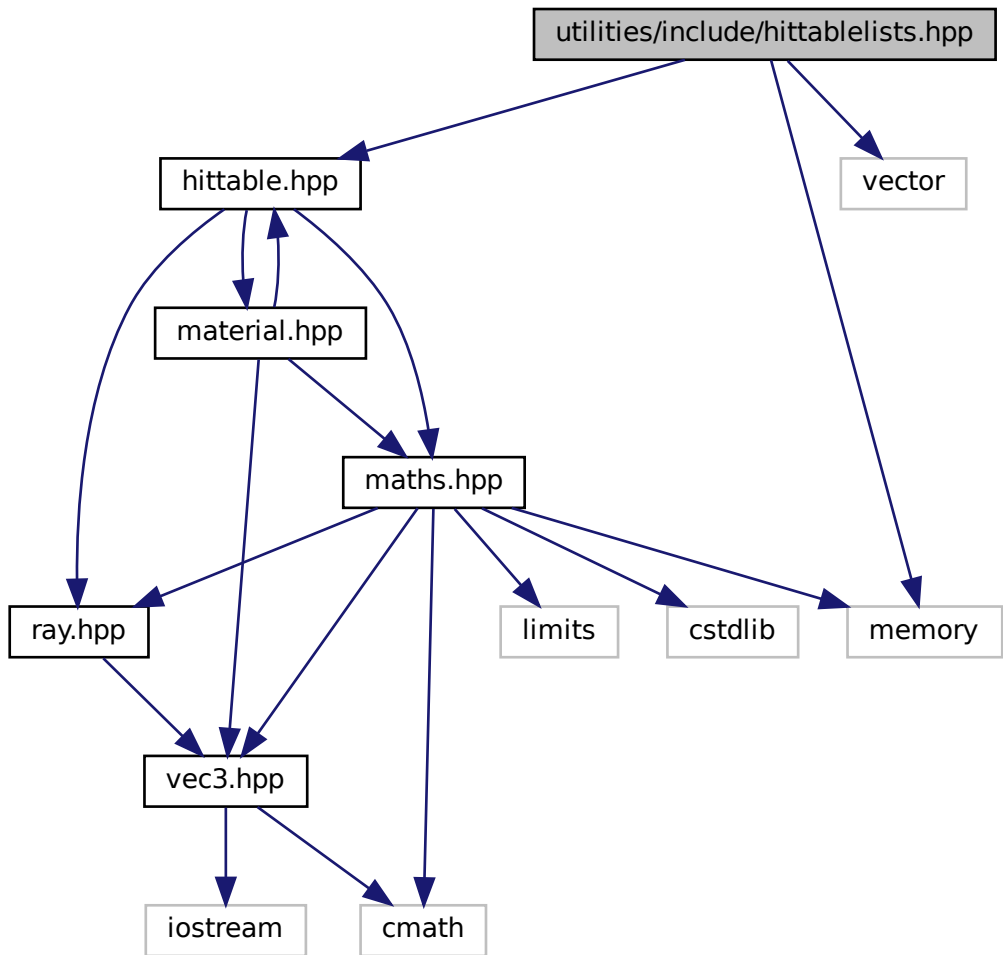 utilities/include/hittablelists.hpp
hittable.hpp
vector
material.hpp
maths.hpp
ray.hpp
limits
cstdlib
memory
vec3.hpp
iostream
cmath